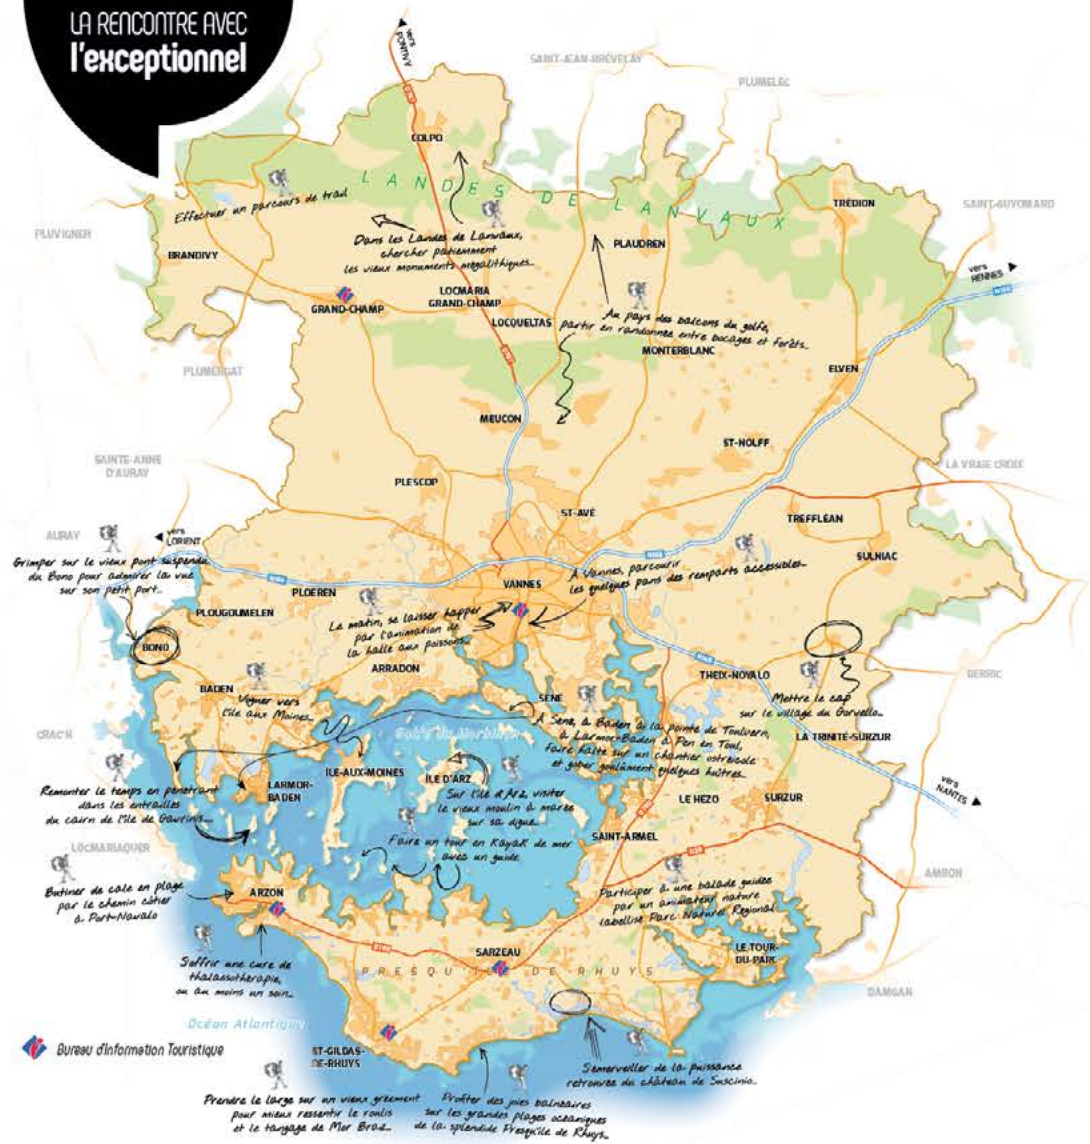 LA RENCONTRE AVEC
l'exceptionnel
vers
PONTIVY
SAINT-JEAN-BRÉVELAY
PLUMELEC
COLPO
LANDES DE LANVAUX
TRÉDION
SAINT-GUYOMARD
Effectuer un parcours de trail
PLUVIGNER
BRANDIVY
Dans les Landes de Lanvaux,
chercher patiemment
les vieux monuments mégalithiques...
PLAUDREN
vers
RENNES
N166
LOCMARIA
GRAND-CHAMP
GRAND-CHAMP
LOCQUELTAS
Au pays des balcons du golfe,
partir en randonnée entre bocages et forêts...
MONTERBLANC
PLUMERGAT
ELVEN
MEUCON
ST-NOLFF
SAINTE-ANNE
D'AURAY
LA VRAIE CROIX
PLESCOP
ST-AVÉ
TREFFLÉAN
AURAY
vers
LORIENT
SULNIAC
Grimper sur le vieux pont suspendu
du Bono pour admirer la vue
sur son petit port...
N165
VANNES
À Vannes, parcourir
les quelques pans des remparts accessibles...
PLOEREN
PLOUGOUMELEN
Le matin, se laisser happer
par l'animation de
la halle aux poissons...
BONO
ARRADON
N165
THEIX-NOYALO
BERRIC
BADEN
Voguer vers
l'île aux Moines...
SÉNÉ
Mettre le cap
sur le village du Gorvello...
À Séné, à Baden à la pointe de Toulvern,
à Larmor-Baden à Pen en Toul,
faire halte sur un chantier ostréicole
et gober goulûment quelques huîtres...
LA TRINITÉ-SURZUR
CRAC'H
Golfe du Morbihan
ÎLE-AUX-MOINES
ÎLE D'ARZ
vers
NANTES
Remonter le temps en pénétrant
dans les entrailles
du cairn de l'île de Gavrinis...
LARMOR-
BADEN
Sur l'île d'Arz, visiter
le vieux moulin à marée
sur sa digue...
LE HEZO
SURZUR
LOCMARIAQUER
Faire un tour en Kayak de mer
avec un guide
SAINT-ARMEL
AMBON
Butiner de cale en plage
par le chemin côtier
à Port-Navalo
ARZON
Participer à une balade guidée
par un animateur nature
labellisé Parc Naturel Régional
S'offrir une cure de
thalassothérapie,
ou au moins un soin...
SARZEAU
LE TOUR-
DU-PARC
PRESQU'ÎLE DE RHUYS
DAMGAN
Océan Atlantique
Bureau d'Information Touristique
ST-GILDAS-
DE-RHUYS
S'émerveiller de la puissance
retrouvée du château de Suscinio...
Prendre le large sur un vieux gréement
pour mieux ressentir le roulis
et le tangage de Mor Braz...
Profiter des joies balnéaires
sur les grandes plages océaniques
de la splendide Presqu'île de Rhuys...